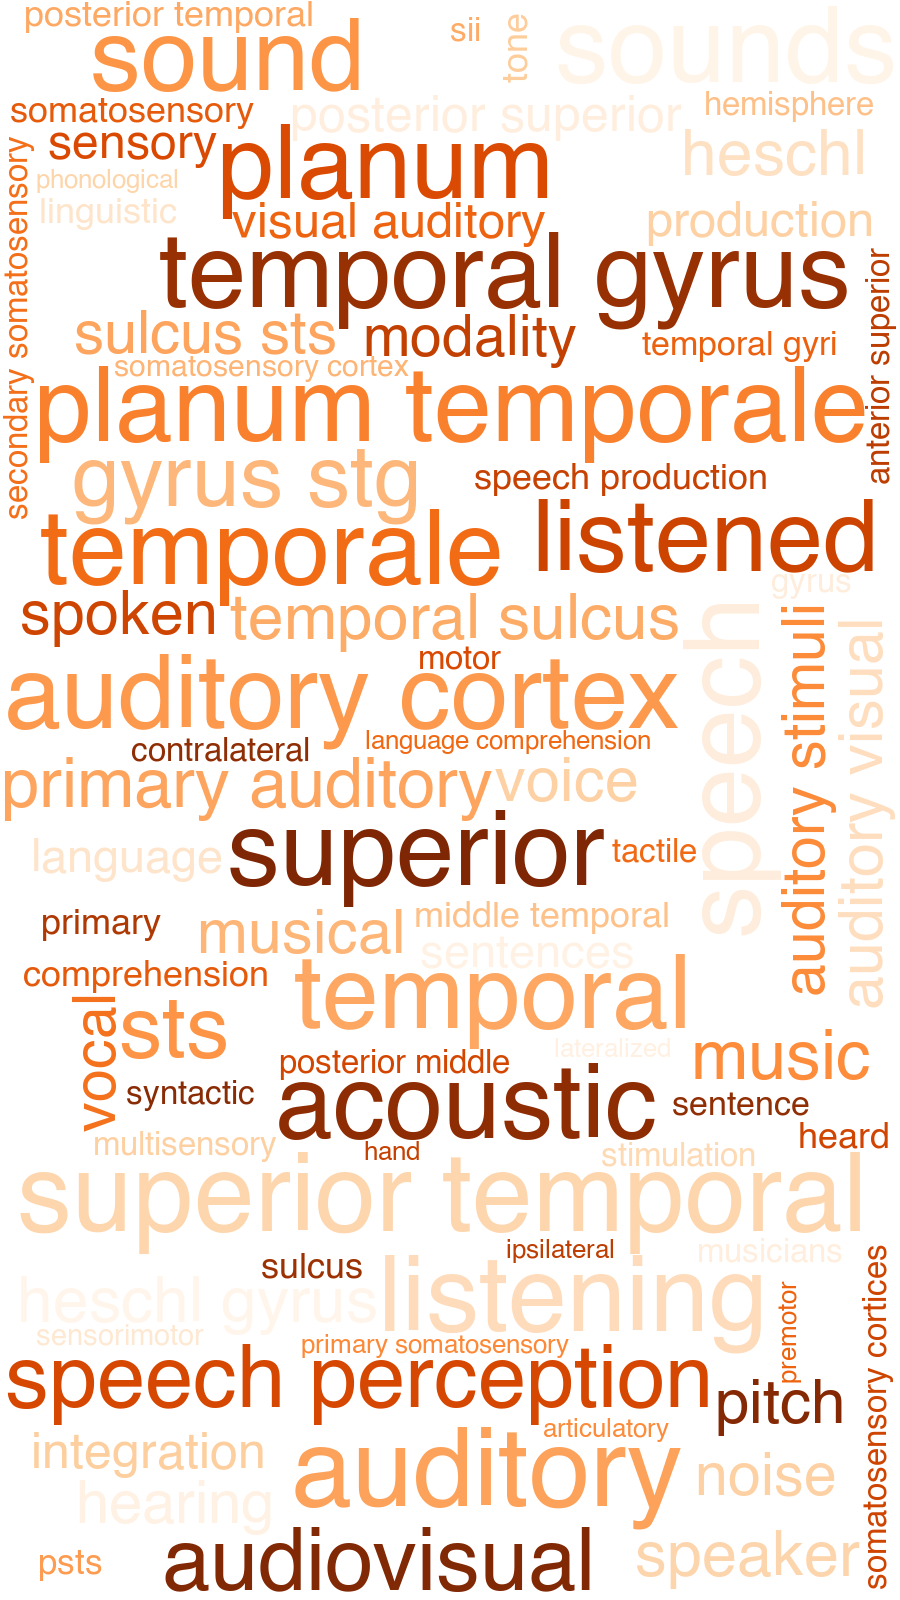 posterior temporal
sii
tone
sound
sounds
somatosensory
posterior superior
hemisphere
sensory
planum
heschl
secondary somatosensory
phonological
linguistic
visual auditory
production
temporal gyrus
anterior superior
sulcus sts
modality
temporal gyri
somatosensory cortex
planum temporale
gyrus stg
speech production
temporale
listened
gyrus
spoken
temporal sulcus
speech
auditory stimuli
auditory visual
motor
auditory cortex
contralateral
language comprehension
primary auditory
voice
language
superior
tactile
primary
musical
middle temporal
sentences
comprehension
temporal
vocal
sts
lateralized
music
posterior middle
syntactic
acoustic
sentence
heard
multisensory
hand
stimulation
superior temporal
sulcus
ipsilateral
musicians
somatosensory cortices
heschl gyrus
listening
premotor
sensorimotor
primary somatosensory
speech perception
pitch
articulatory
integration
auditory
noise
hearing
audiovisual
speaker
psts